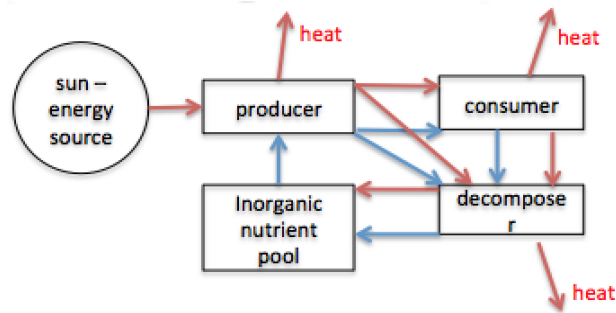 heat
heat
sun –
energy
source
producer
consumer
Inorganic
nutrient
pool
decompose
r
heat